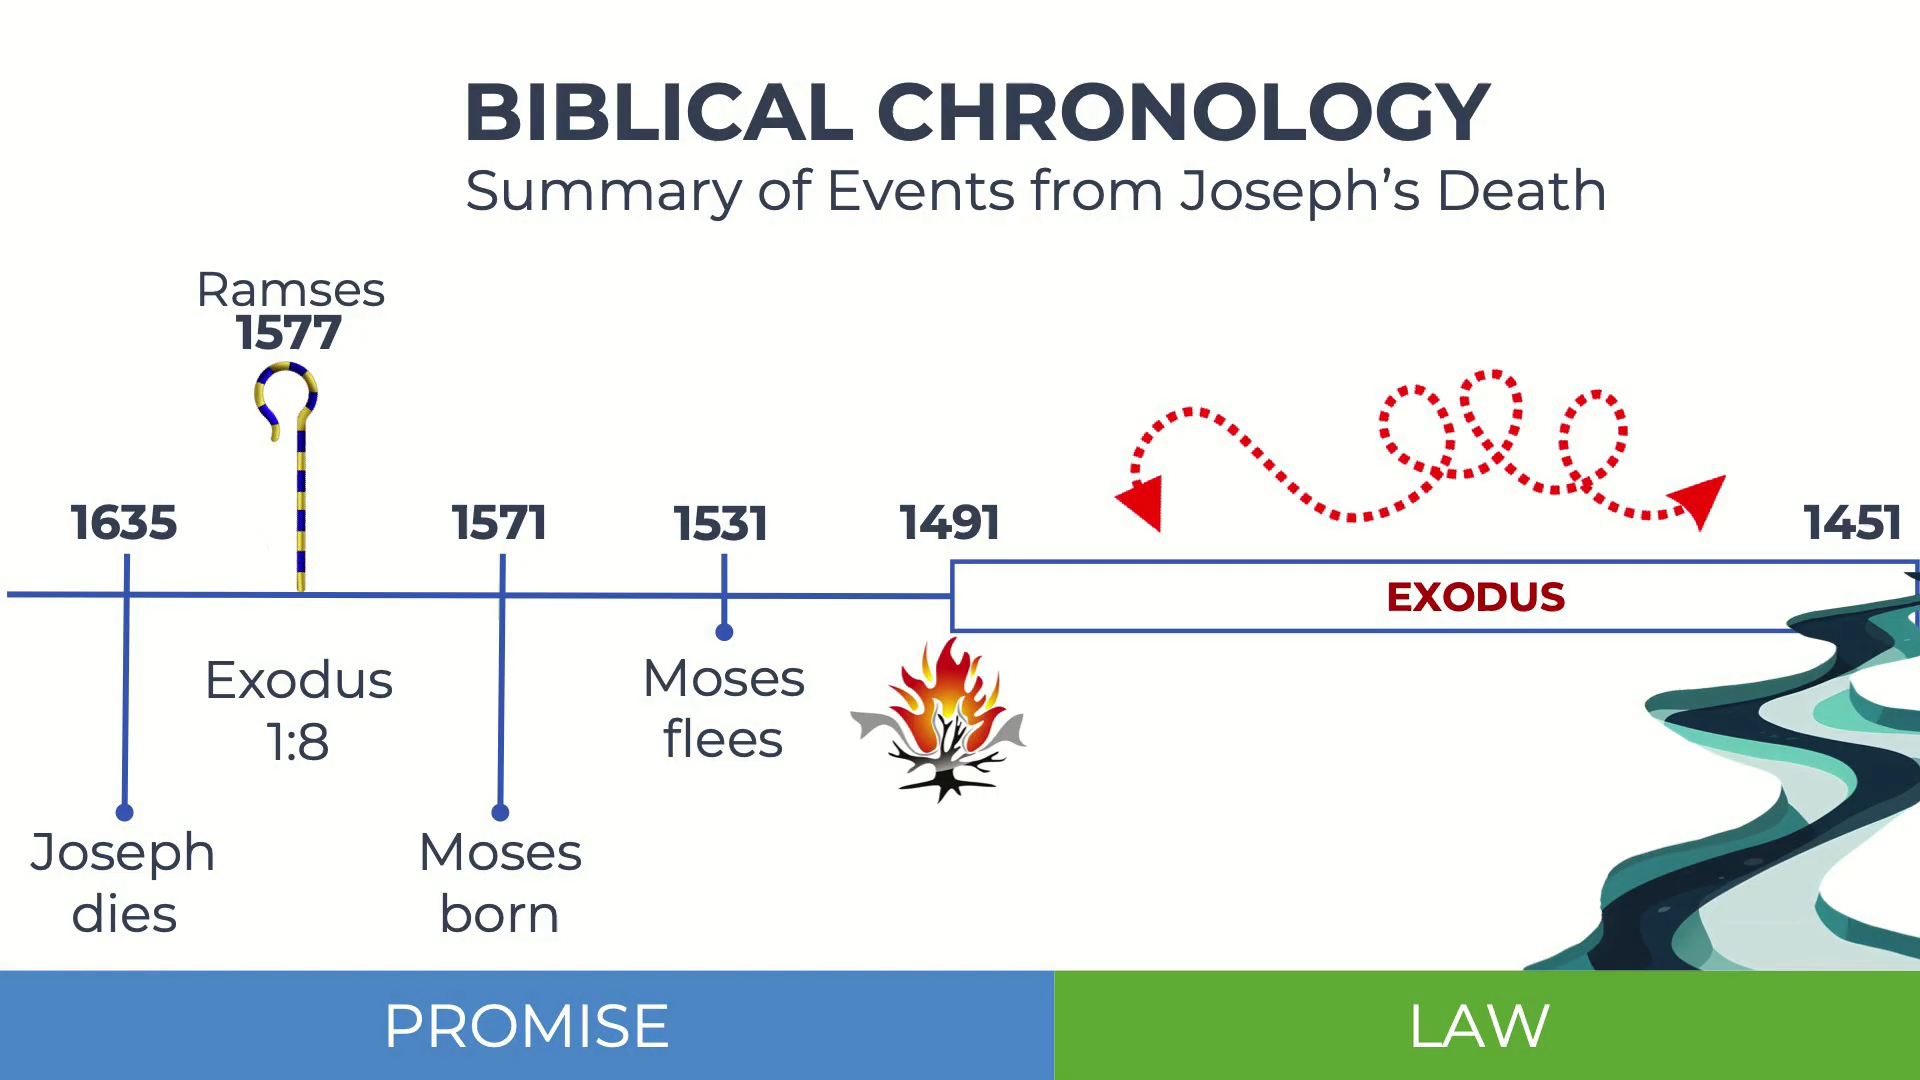 BIBLICAL CHRONOLOGY
Summary of Events from Joseph’s Death
Ramses
1577
1635
1571
1531
1491
1451
EXODUS
Exodus
1:8
Moses
flees
Joseph
dies
Moses
born
PROMISE
LAW